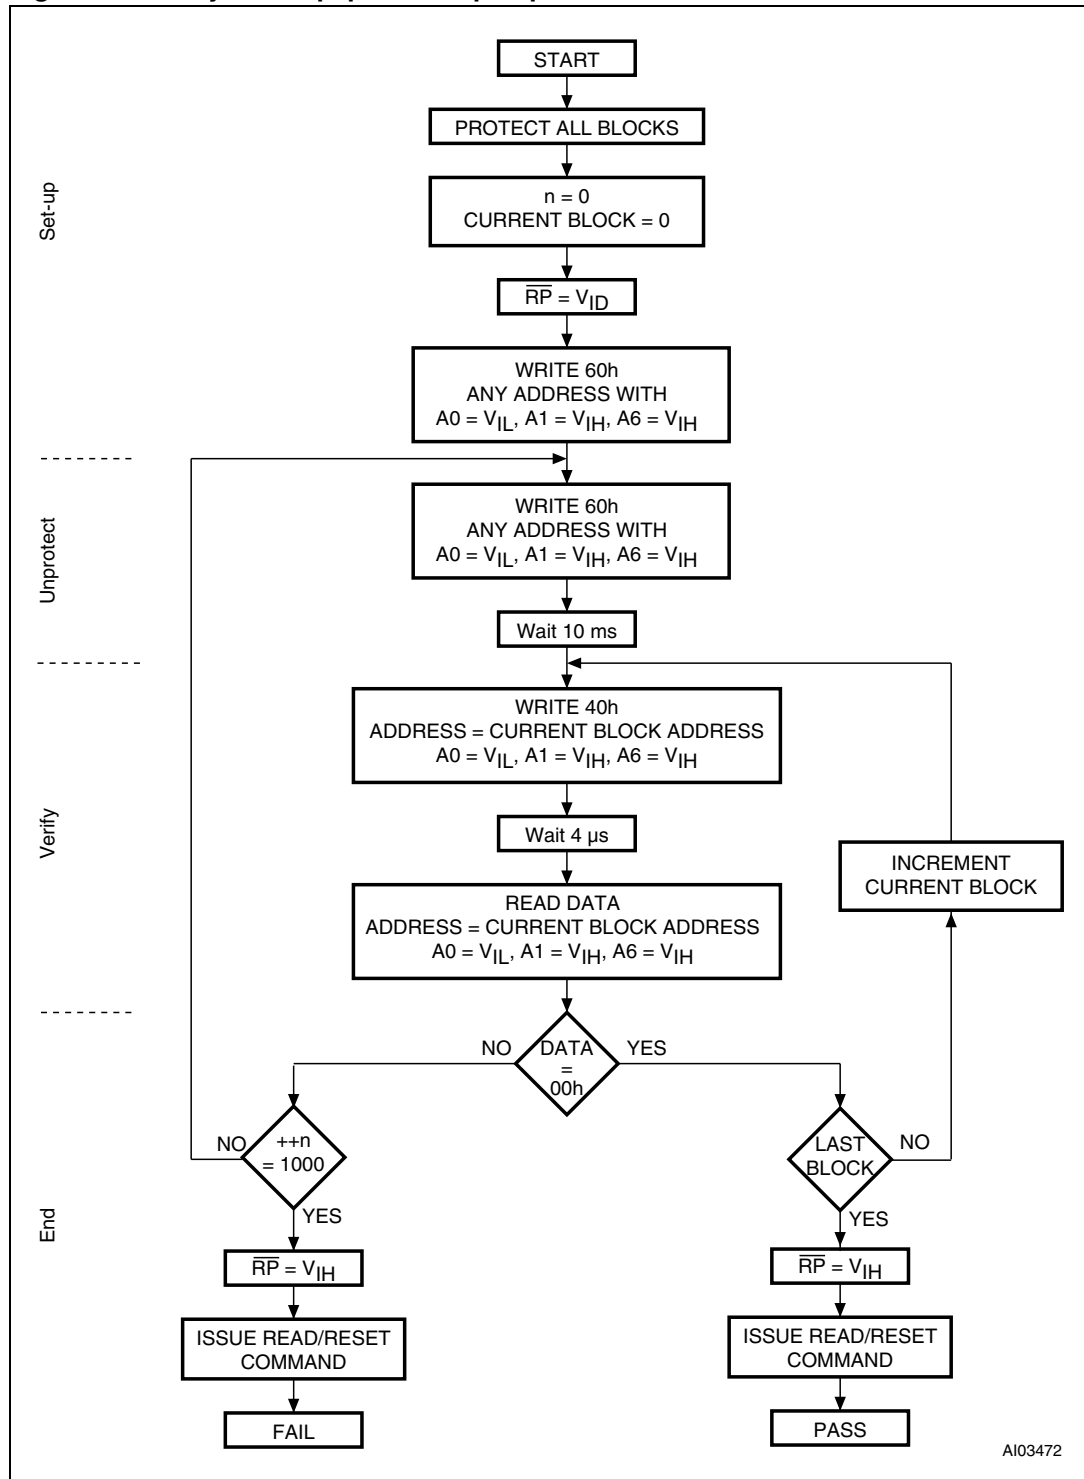 START
PROTECT ALL BLOCKS
n = 0
CURRENT BLOCK = 0
Set-up
R̅P̅ = VID
WRITE 60h
ANY ADDRESS WITH
A0 = VIL, A1 = VIH, A6 = VIH
WRITE 60h
ANY ADDRESS WITH
A0 = VIL, A1 = VIH, A6 = VIH
Unprotect
Wait 10 ms
WRITE 40h
ADDRESS = CURRENT BLOCK ADDRESS
A0 = VIL, A1 = VIH, A6 = VIH
Verify
Wait 4 µs
INCREMENT
CURRENT BLOCK
READ DATA
ADDRESS = CURRENT BLOCK ADDRESS
A0 = VIL, A1 = VIH, A6 = VIH
NO
DATA
=
00h
YES
NO
++n
= 1000
YES
LAST
BLOCK
NO
YES
End
R̅P̅ = VIH
R̅P̅ = VIH
ISSUE READ/RESET
COMMAND
ISSUE READ/RESET
COMMAND
FAIL
PASS
AI03472